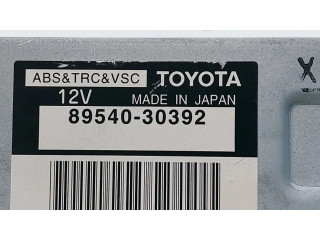 ABS&TRC&VSC TOYOTA
12V MADE IN JAPAN
89540-30392
X